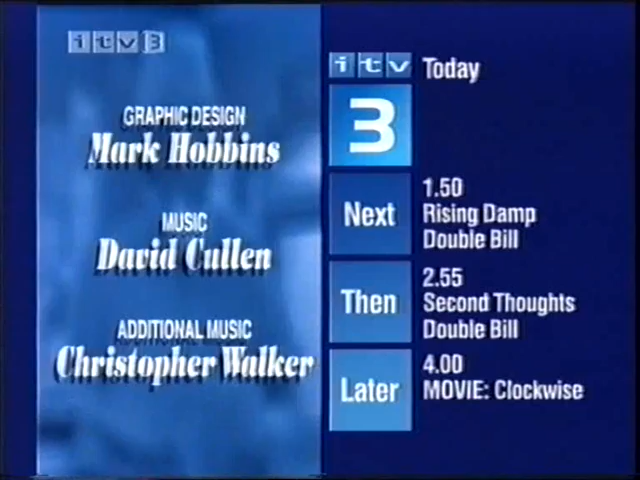 itv3
GRAPHIC DESIGN
Mark Hobbins
MUSIC
David Cullen
ADDITIONAL MUSIC
Christopher Walker
itv Today
3
Next
1.50
Rising Damp
Double Bill
Then
2.55
Second Thoughts
Double Bill
Later
4.00
MOVIE: Clockwise